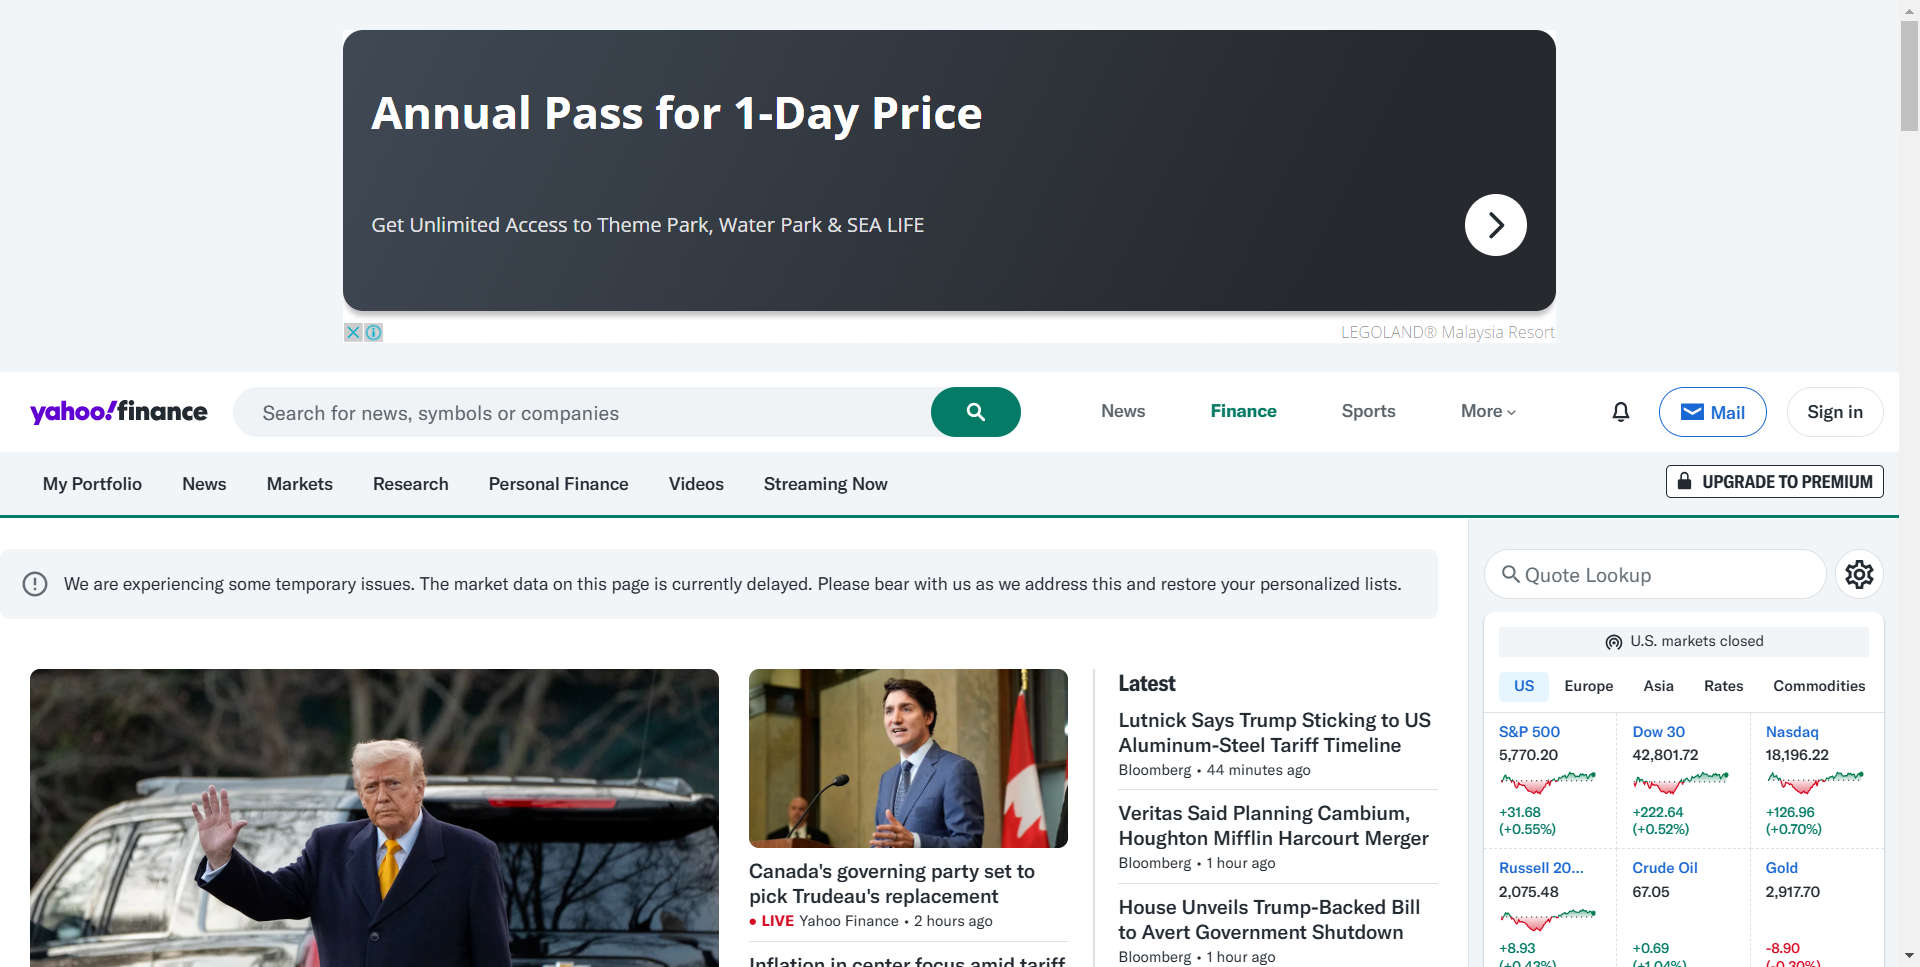 Annual Pass for 1-Day Price
Get Unlimited Access to Theme Park, Water Park & SEA LIFE
LEGOLAND® Malaysia Resort
yahoo!finance
Search for news, symbols or companies
News
Finance
Sports
More
Mail
Sign in
My Portfolio
News
Markets
Research
Personal Finance
Videos
Streaming Now
UPGRADE TO PREMIUM
We are experiencing some temporary issues. The market data on this page is currently delayed. Please bear with us as we address this and restore your personalized lists.
Canada's governing party set to
pick Trudeau's replacement
• LIVE Yahoo Finance • 2 hours ago
Inflation in center focus amid tariff
Latest
Lutnick Says Trump Sticking to US
Aluminum-Steel Tariff Timeline
Bloomberg • 44 minutes ago
Veritas Said Planning Cambium,
Houghton Mifflin Harcourt Merger
Bloomberg • 1 hour ago
House Unveils Trump-Backed Bill
to Avert Government Shutdown
Bloomberg • 1 hour ago
Quote Lookup
U.S. markets closed
US
Europe
Asia
Rates
Commodities
S&P 500
5,770.20
+31.68
(+0.55%)
Dow 30
42,801.72
+222.64
(+0.52%)
Nasdaq
18,196.22
+126.96
(+0.70%)
Russell 20...
2,075.48
+8.93
(+0.43%)
Crude Oil
67.05
+0.69
(+1.04%)
Gold
2,917.70
-8.90
(-0.30%)